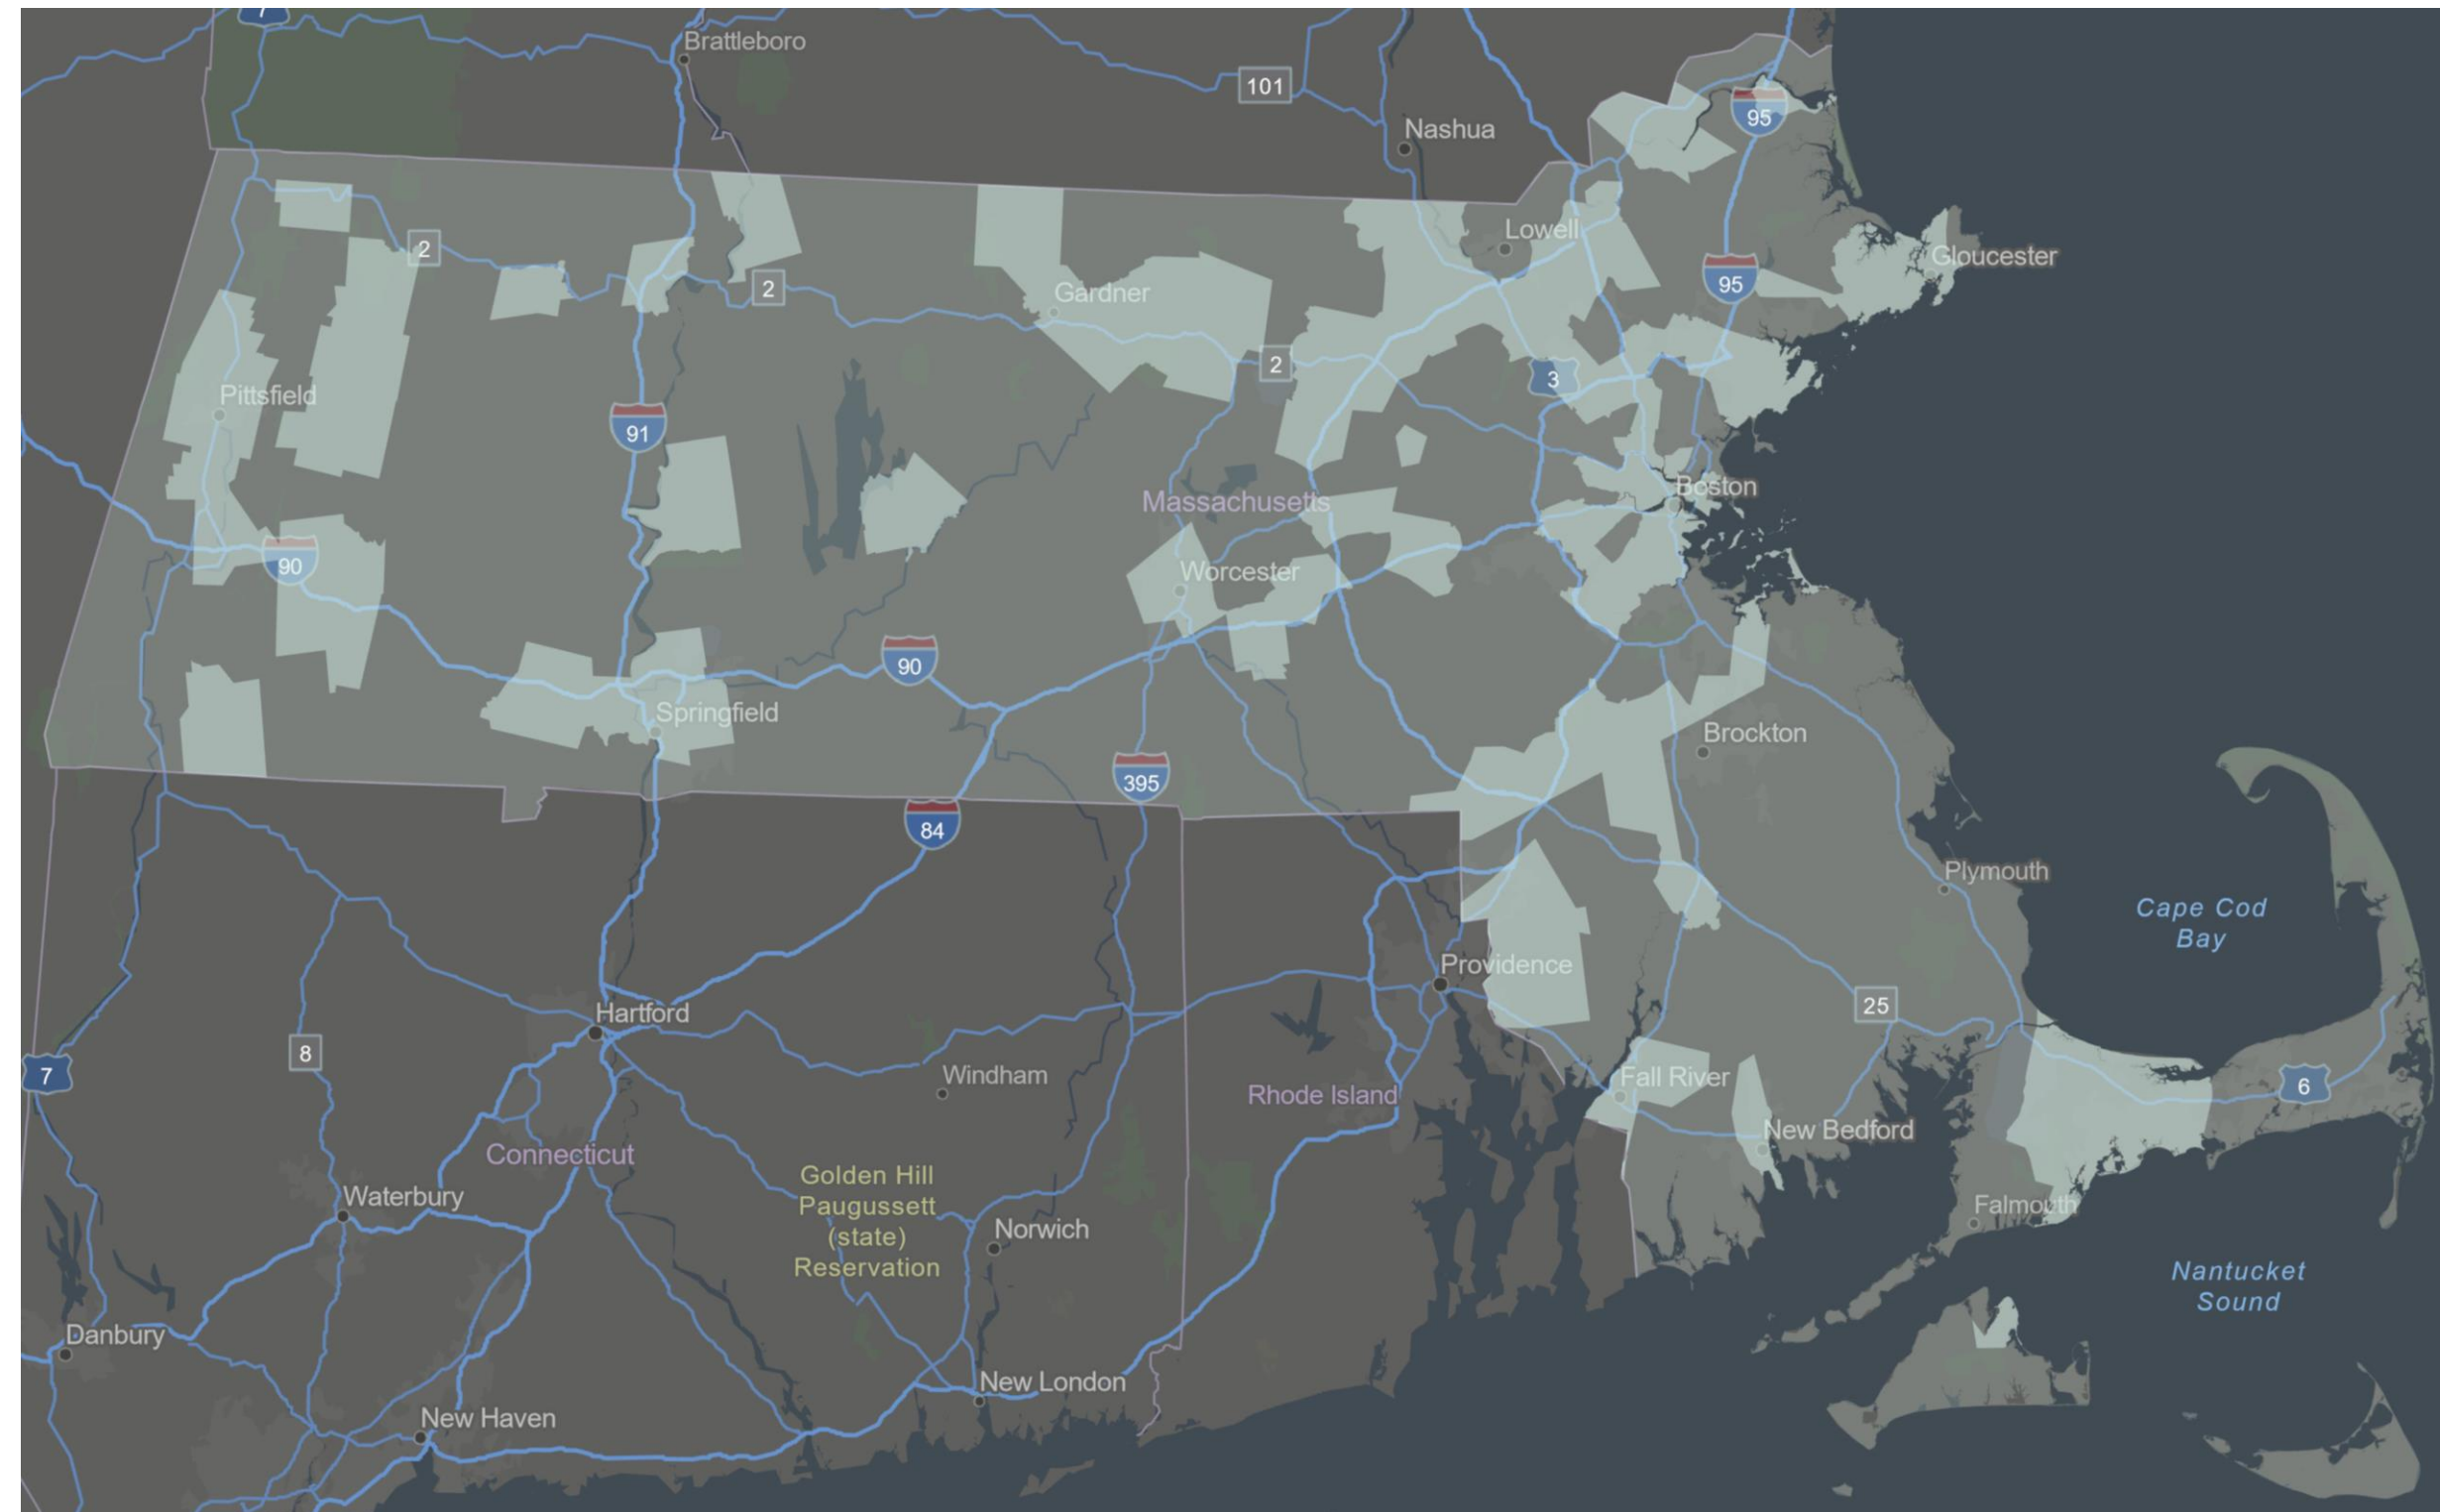 7
Brattleboro
101
Nashua
95
2
Lowell
Gloucester
2
95
Gardner
2
3
Pittsfield
91
Massachusetts
Boston
90
Worcester
90
Springfield
Brockton
395
84
Plymouth
Cape Cod
Bay
Providence
25
Hartford
8
7
Windham
Fall River
6
Rhode Island
New Bedford
Connecticut
Golden Hill
Paugussett
(state)
Reservation
Waterbury
Falmouth
Norwich
Nantucket
Sound
Danbury
New London
New Haven